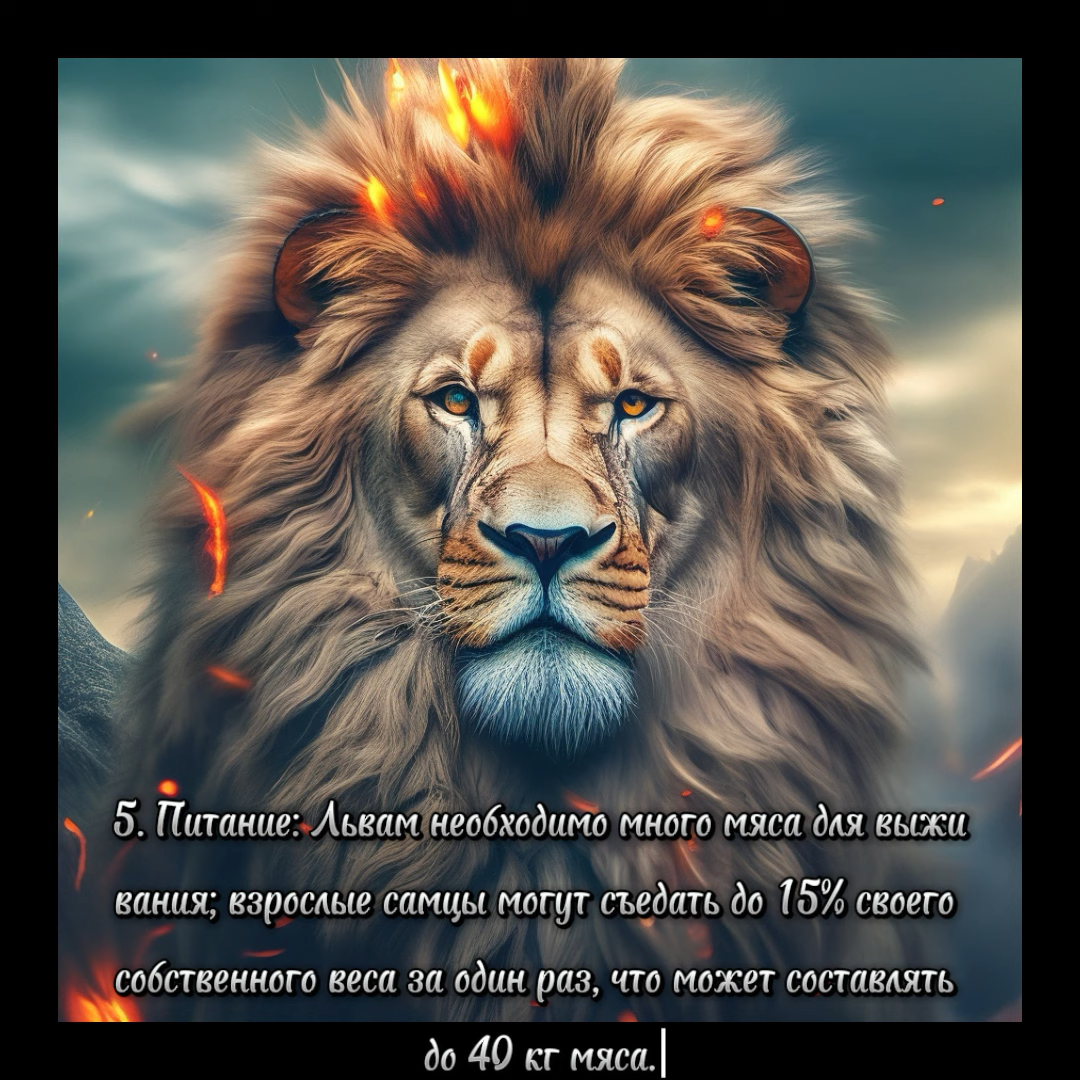 5. Питание: Львам необходимо много мяса для выжи
вания; взрослые самцы могут съедать до 15% своего
собственного веса за один раз, что может составлять
до 40 кг мяса.